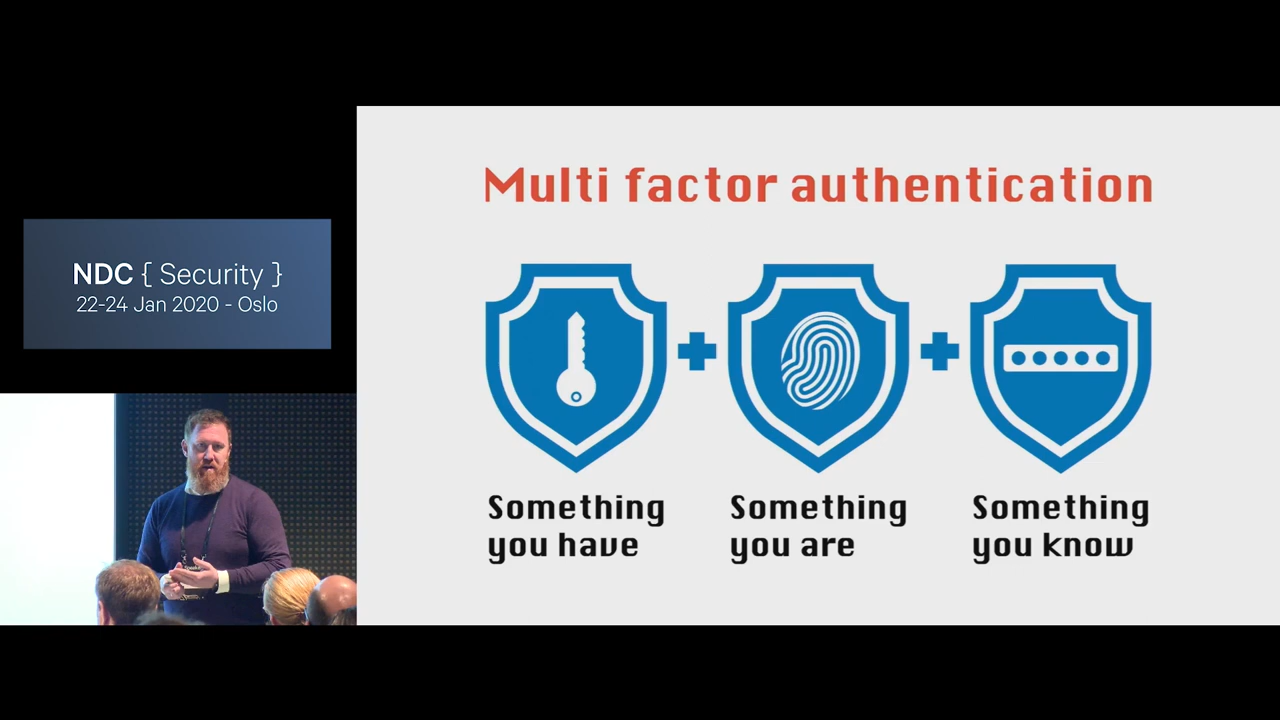 NDC { Security }
22-24 Jan 2020 - Oslo
Multi factor authentication
Something
you have
Something
you are
Something
you know
Speaker